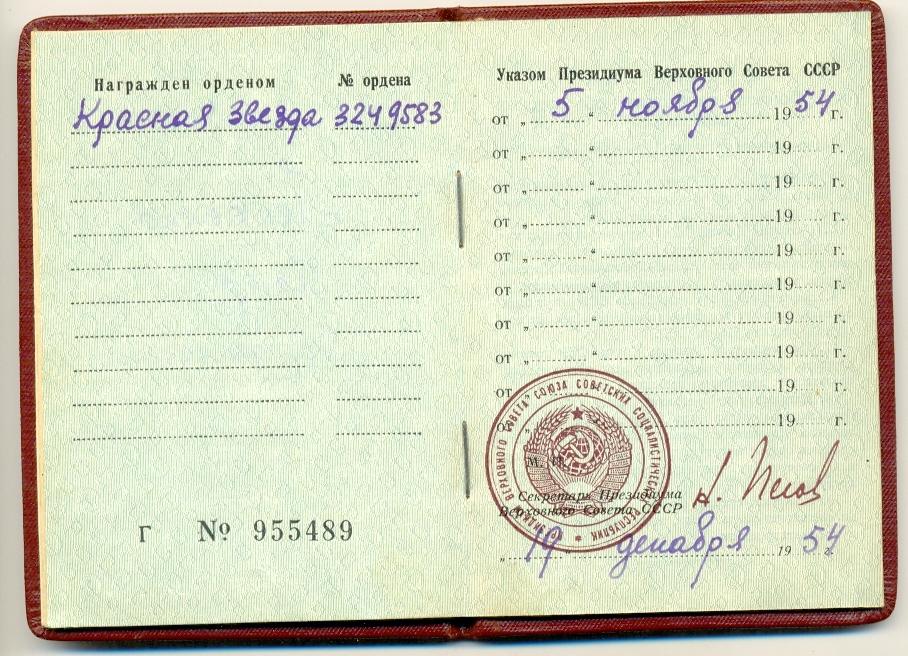 Награжден орденом № ордена
Красная Звезда 3249583
Г № 955489
Указом Президиума Верховного Совета СССР
от „ 5 “ ноября 1954 г.
от „ “ 19 г.
от „ “ 19 г.
от „ “ 19 г.
от „ “ 19 г.
от „ “ 19 г.
от „ “ 19 г.
от „ “ 19 г.
от „ “ 19 г.
от „ “ 19 г.
М. П.
Секретарь Президиума
Верховного Совета СССР
„ 19 “ декабря 1954 г.
ПРЕЗИДИУМ ВЕРХОВНОГО СОВЕТА СОЮЗА СОВЕТСКИХ СОЦИАЛИСТИЧЕСКИХ РЕСПУБЛИК